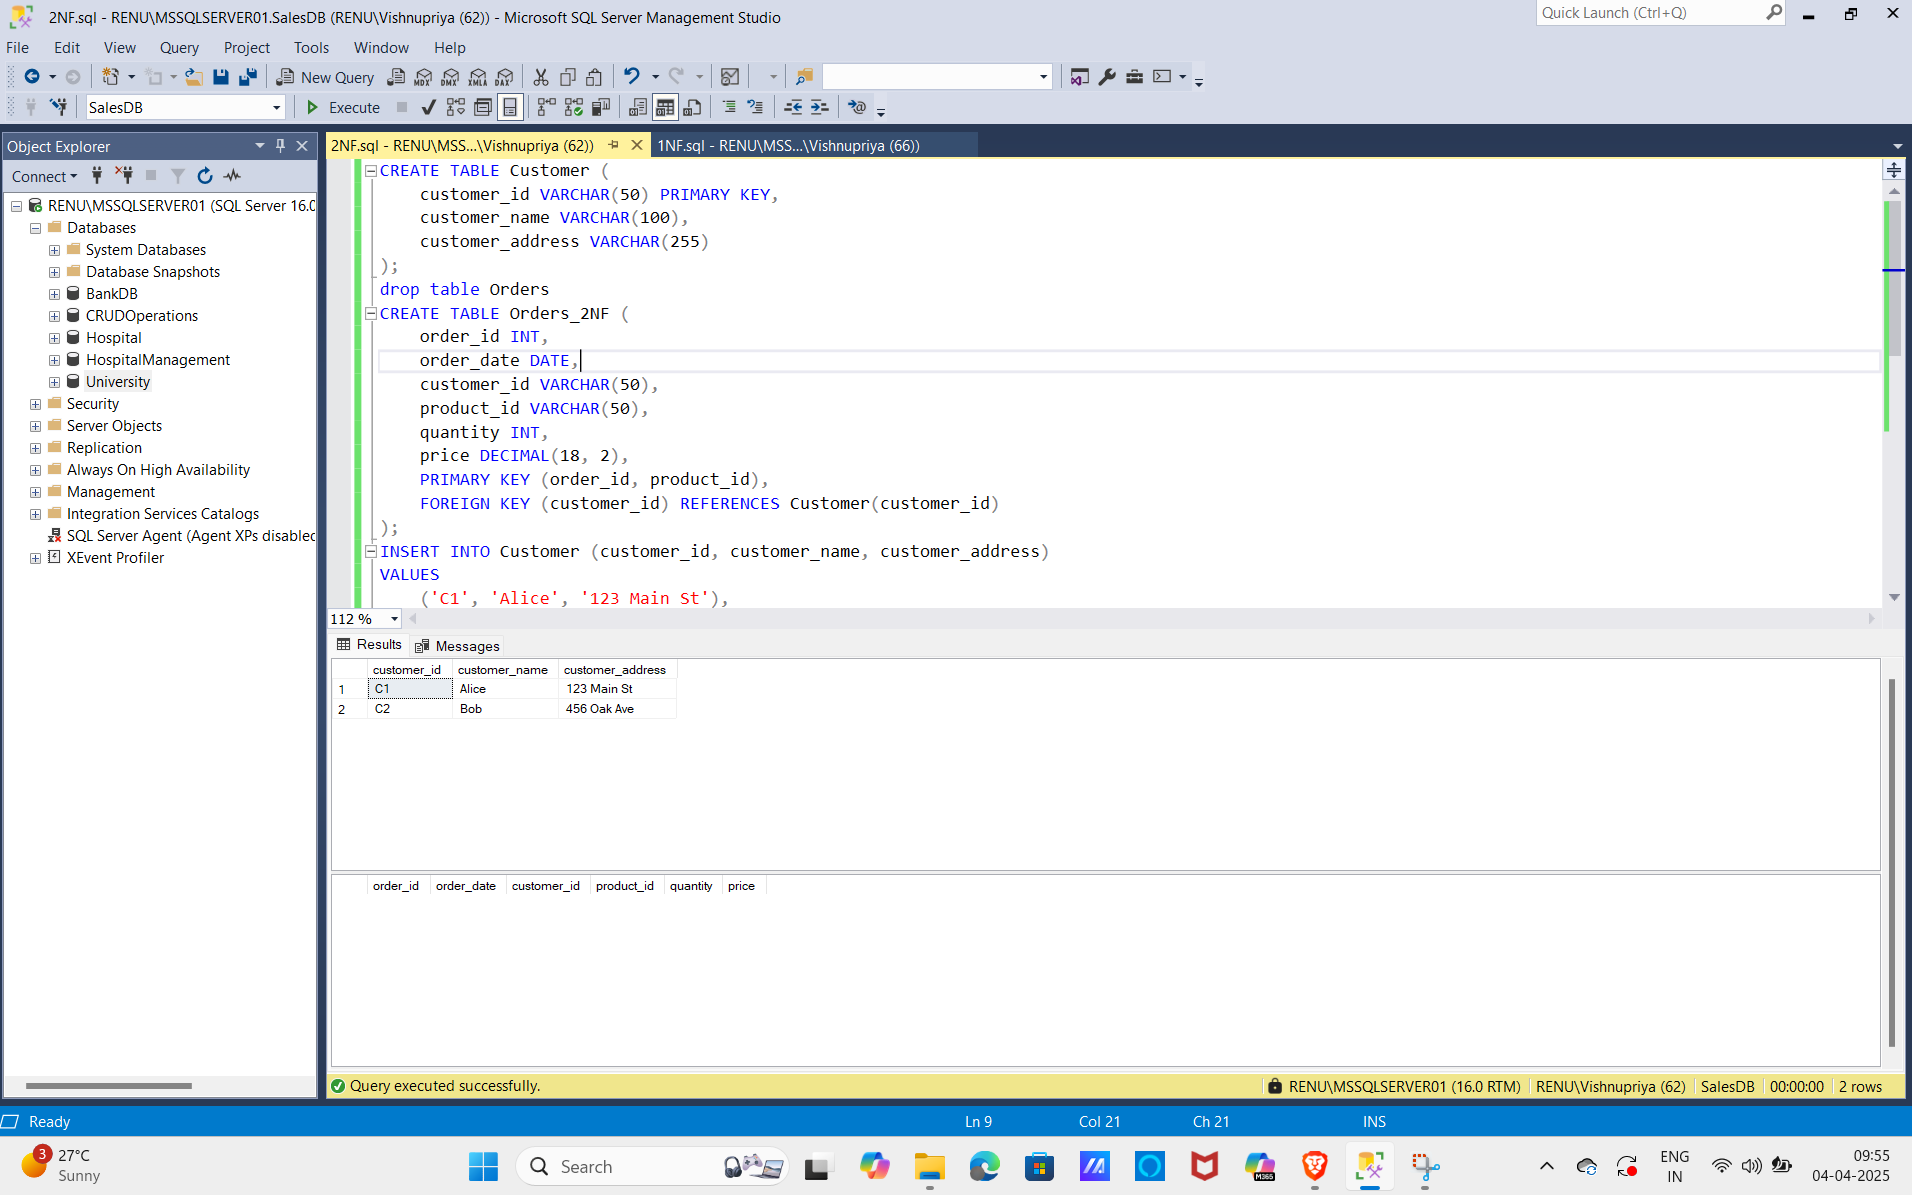 2NF.sql - RENU\MSSQLSERVER01.SalesDB (RENU\Vishnupriya (62)) - Microsoft SQL Server Management Studio
Quick Launch (Ctrl+Q)
File Edit View Query Project Tools Window Help
New Query MDX DMX XMLA DAX
SalesDB Execute
Object Explorer
2NF.sql - RENU\MSS...\Vishnupriya (62)) 1NF.sql - RENU\MSS...\Vishnupriya (66))
Connect
RENU\MSSQLSERVER01 (SQL Server 16.0
Databases
System Databases
Database Snapshots
BankDB
CRUDOperations
Hospital
HospitalManagement
University
Security
Server Objects
Replication
Always On High Availability
Management
Integration Services Catalogs
SQL Server Agent (Agent XPs disabled
XEvent Profiler
CREATE TABLE Customer (
customer_id VARCHAR(50) PRIMARY KEY,
customer_name VARCHAR(100),
customer_address VARCHAR(255)
);
drop table Orders
CREATE TABLE Orders_2NF (
order_id INT,
order_date DATE,
customer_id VARCHAR(50),
product_id VARCHAR(50),
quantity INT,
price DECIMAL(18, 2),
PRIMARY KEY (order_id, product_id),
FOREIGN KEY (customer_id) REFERENCES Customer(customer_id)
);
INSERT INTO Customer (customer_id, customer_name, customer_address)
VALUES
('C1', 'Alice', '123 Main St'),
112 %
Results Messages
customer_id customer_name customer_address
1 C1 Alice 123 Main St
2 C2 Bob 456 Oak Ave
order_id order_date customer_id product_id quantity price
Query executed successfully. RENU\MSSQLSERVER01 (16.0 RTM) RENU\Vishnupriya (62) SalesDB 00:00:00 2 rows
Ready Ln 9 Col 21 Ch 21 INS
3 27°C
Sunny
Search
M365
ENG
IN
09:55
04-04-2025